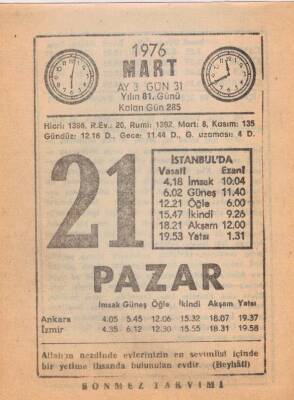 1976
MART
AY 3 GÜN 31
Yılın 81. Günü
Kalan Gün 285
Hicri: 1396, R.Ev.: 20, Rumi: 1392, Mart: 8, Kasım: 135
Gündüz: 12.16 D., Gece: 11.44 D., G. uzaması: 4 D.
21
İSTANBUL'DA
Vasatî Ezanî
4,18 İmsak 10:04
6.02 Güneş 11.40
12.21 Öğle 6.00
15.47 İkindi 9.26
18.21 Akşam 12.00
19.53 Yatsı 1.31
PAZAR
İmsak Güneş Öğle İkindi Akşam Yatsı
Ankara 4.05 5.45 12.06 15.32 18.07 19.37
İzmir 4.35 6.12 12.30 15.55 18.31 19.58
Allahın nezdinde evlerinizin en sevimlisi içinde
bir yetime ihsanda bulunulan evdir. (Beyhâtî)
SÖNMEZ TAKVİMİ